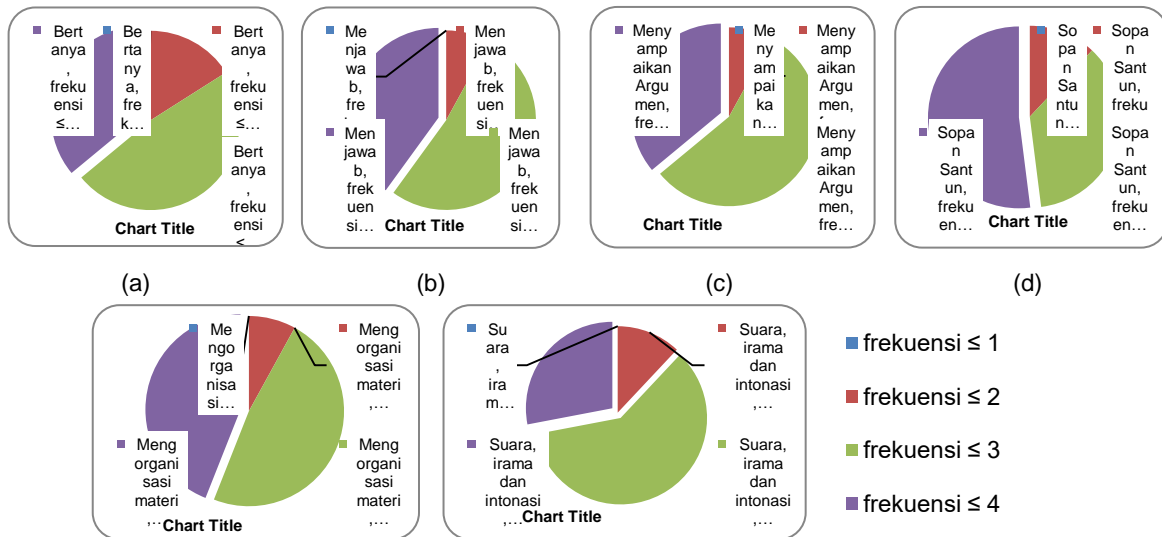 Bert
anya
,
freku
ensi
≤…
Be
rta
ny
a,
fre
k…
Bert
anya,
freku
ensi
≤…
Bert
anya,
freku
ensi
Chart Title
Me
nja
wa
b,
fre
Men
jawa
b,
frek
uen
si…
Men
jawa
b,
frek
uen
si…
Men
jawa
b,
frek
uen
si…
Chart Title
Meny
amp
aikan
Argu
men,
fre…
Me
ny
am
pai
ka
n…
Meny
amp
aikan
Argu
men,
Meny
amp
aikan
Argu
men,
fre…
Chart Title
So
pa
n
Sa
ntu
n…
Sopa
n
Sant
un,
freku
Sopa
n
Sant
un,
freku
en…
Sopa
n
Sant
un,
freku
en…
Chart Title
(a)
(b)
(c)
(d)
Me
ngo
rga
nisa
si…
Meng
organi
sasi
materi
,…
Meng
organi
sasi
materi
,…
Meng
organi
sasi
materi
,…
Chart Title
Su
ara
,
ira
m…
Suara,
irama
dan
intonasi
,…
Suara,
irama
dan
intonasi
,…
Suara,
irama
dan
intonasi
,…
Chart Title
frekuensi ≤ 1
frekuensi ≤ 2
frekuensi ≤ 3
frekuensi ≤ 4